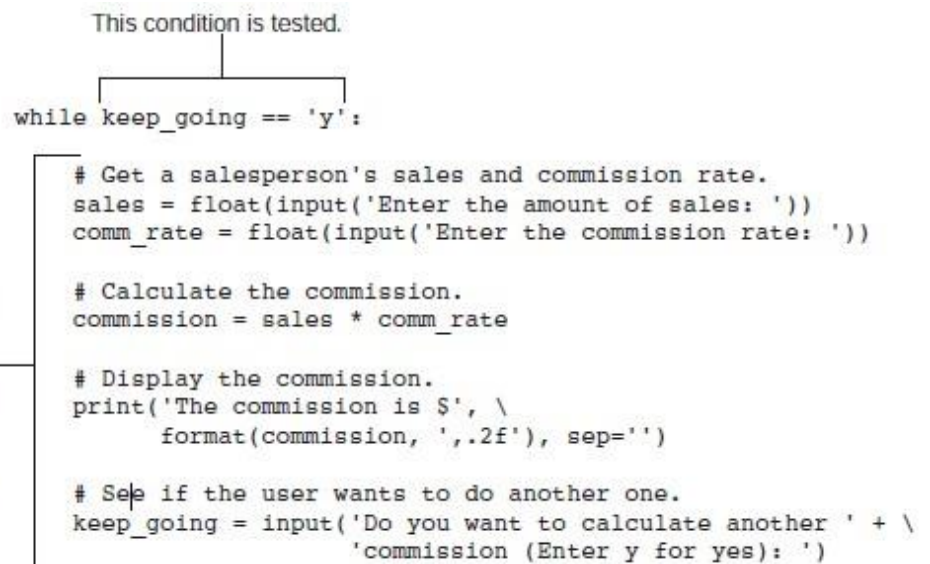 This condition is tested.
while keep_going == 'y':
# Get a salesperson's sales and commission rate.
sales = float(input('Enter the amount of sales: '))
comm_rate = float(input('Enter the commission rate: '))
# Calculate the commission.
commission = sales * comm_rate
# Display the commission.
print('The commission is $', \
format(commission, ',.2f'), sep='')
# See if the user wants to do another one.
keep_going = input('Do you want to calculate another ' + \
'commission (Enter y for yes): ')